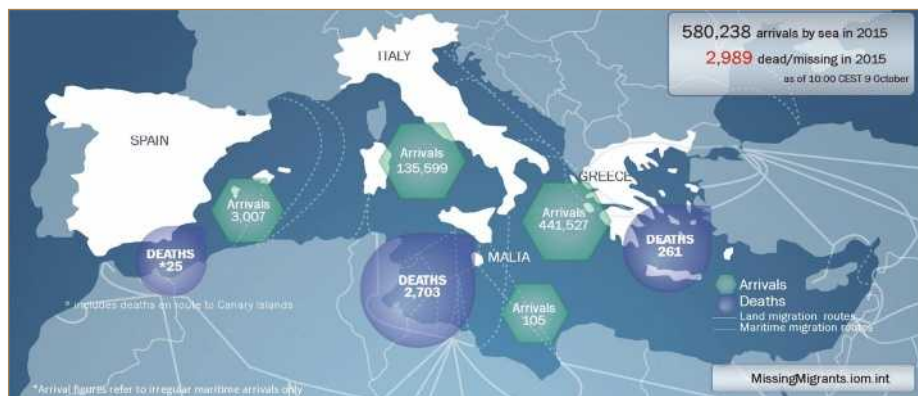 580,238 arrivals by sea in 2015
2,989 dead/missing in 2015
as of 10:00 CEST 9 October
ITALY
SPAIN
Arrivals
135,599
GREECE
Arrivals
3,007
Arrivals
441,527
DEATHS
*25
DEATHS
261
MALIA
DEATHS
2,703
* includes deaths en route to Canary Islands
Arrivals
105
Arrivals
Deaths
Land migration routes
Maritime migration routes
*Arrival figures refer to irregular maritime arrivals only
MissingMigrants.iom.int